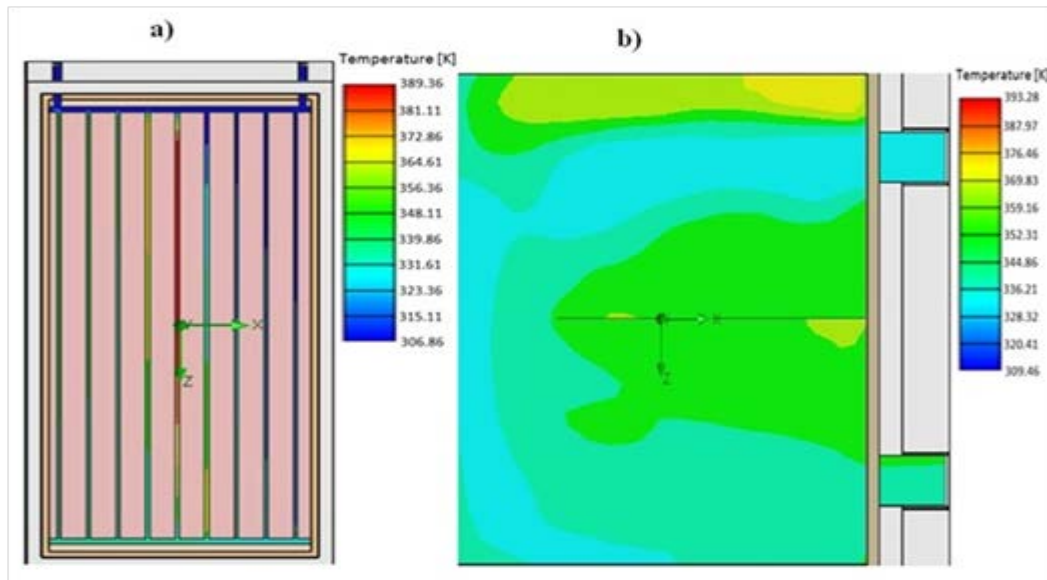 a)
Temperature [K]
389.36
381.11
372.86
364.61
356.36
348.11
339.86
331.61
323.36
315.11
306.86
X
Z
b)
Temperature [K]
393.28
387.97
376.46
369.83
359.16
352.31
344.86
336.21
328.32
320.41
309.46
X
Z